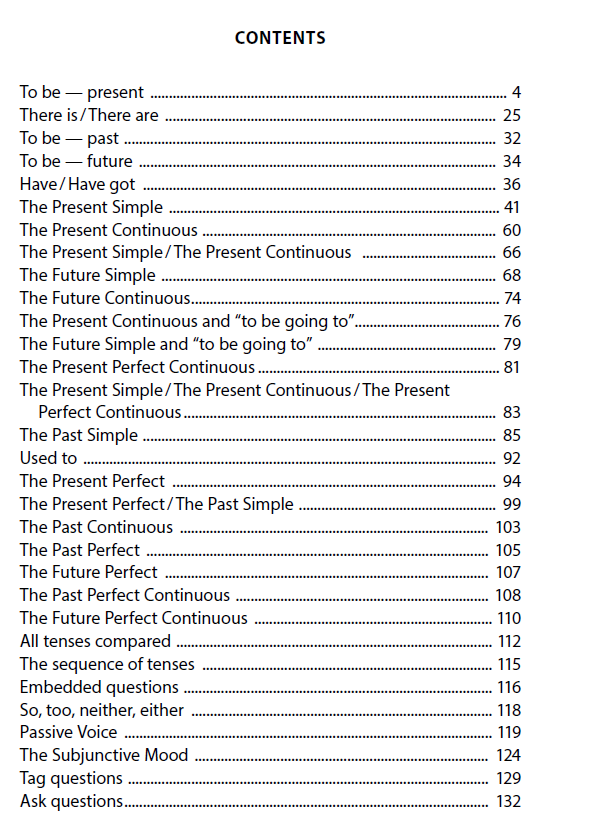 CONTENTS
To be — present ........ 4
There is / There are ........ 25
To be — past ........ 32
To be — future ........ 34
Have / Have got ........ 36
The Present Simple ........ 41
The Present Continuous ........ 60
The Present Simple / The Present Continuous ........ 66
The Future Simple ........ 68
The Future Continuous ........ 74
The Present Continuous and “to be going to” ........ 76
The Future Simple and “to be going to” ........ 79
The Present Perfect Continuous ........ 81
The Present Simple / The Present Continuous / The Present
Perfect Continuous ........ 83
The Past Simple ........ 85
Used to ........ 92
The Present Perfect ........ 94
The Present Perfect / The Past Simple ........ 99
The Past Continuous ........ 103
The Past Perfect ........ 105
The Future Perfect ........ 107
The Past Perfect Continuous ........ 108
The Future Perfect Continuous ........ 110
All tenses compared ........ 112
The sequence of tenses ........ 115
Embedded questions ........ 116
So, too, neither, either ........ 118
Passive Voice ........ 119
The Subjunctive Mood ........ 124
Tag questions ........ 129
Ask questions ........ 132